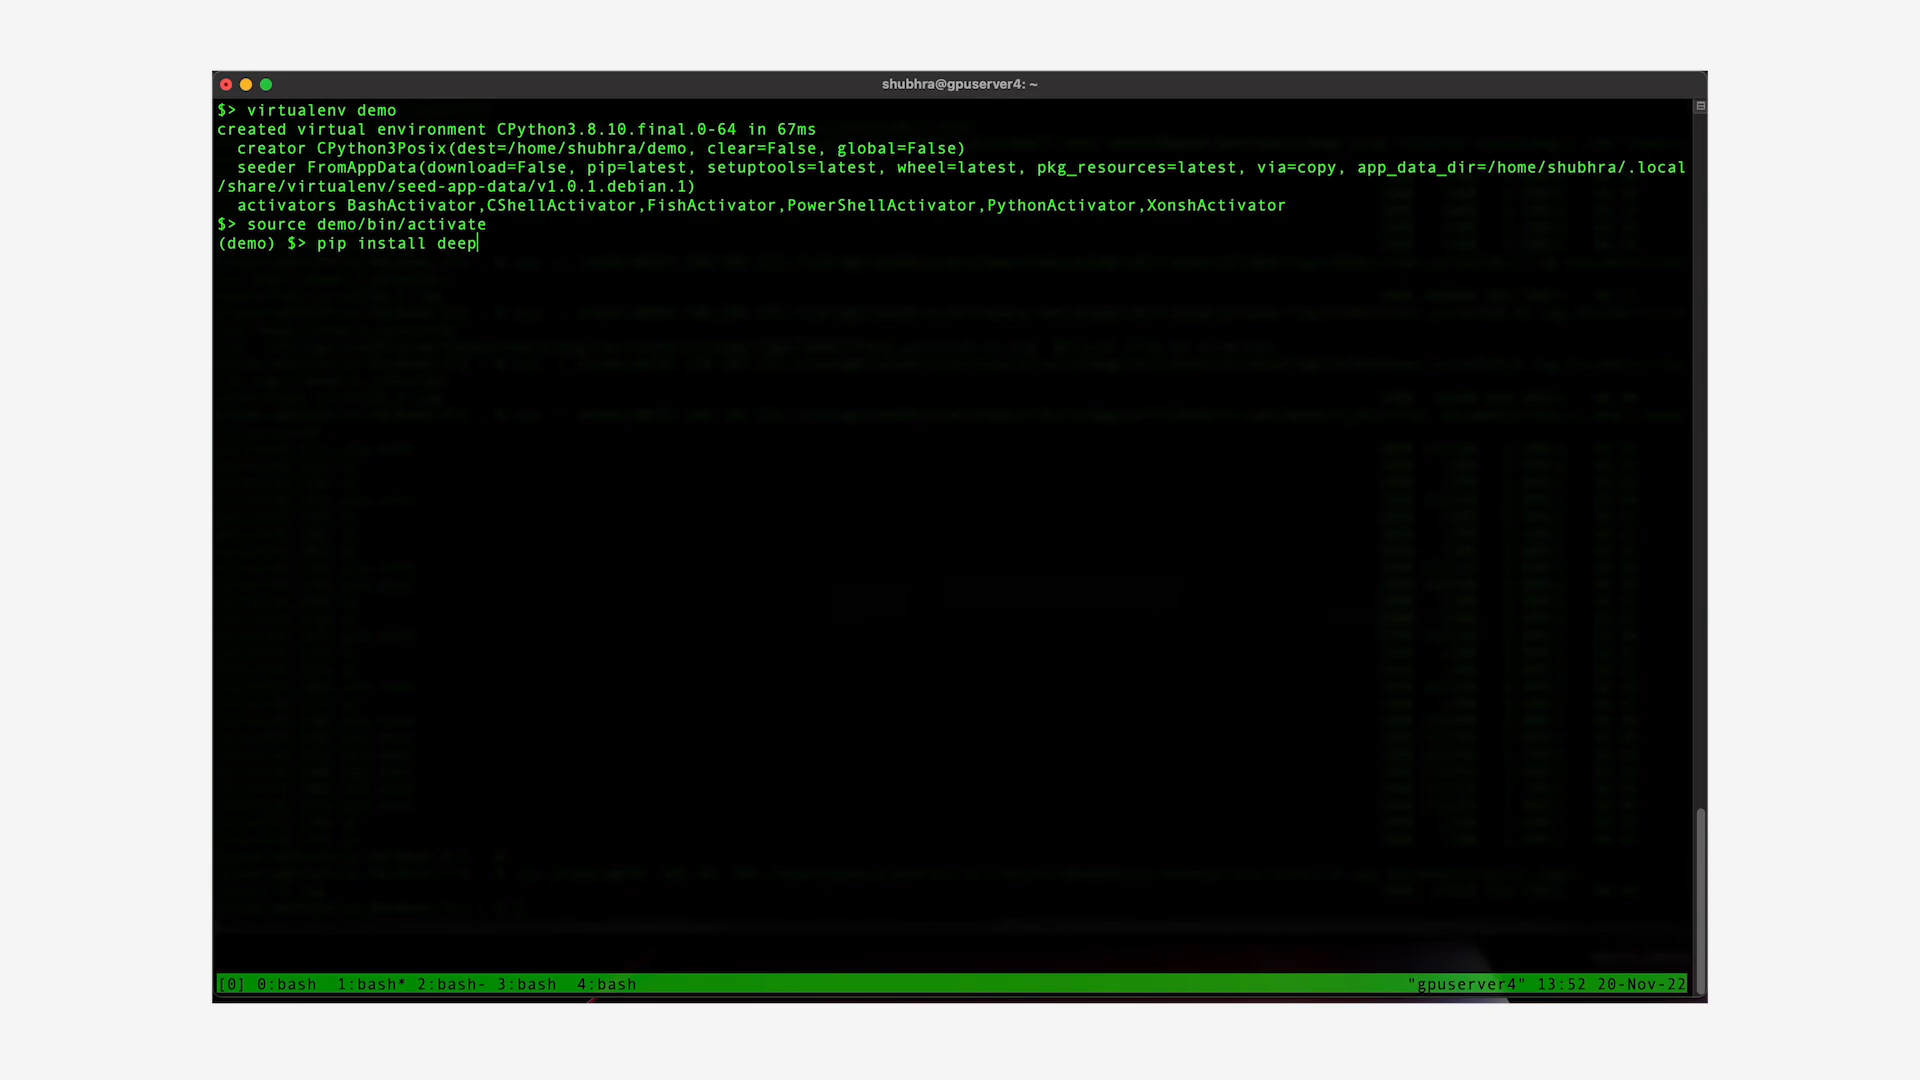 shubhra@gpuserver4: ~
$> virtualenv demo
created virtual environment CPython3.8.10.final.0-64 in 67ms
  creator CPython3Posix(dest=/home/shubhra/demo, clear=False, global=False)
  seeder FromAppData(download=False, pip=latest, setuptools=latest, wheel=latest, pkg_resources=latest, via=copy, app_data_dir=/home/shubhra/.local
/share/virtualenv/seed-app-data/v1.0.1.debian.1)
  activators BashActivator,CShellActivator,FishActivator,PowerShellActivator,PythonActivator,XonshActivator
$> source demo/bin/activate
(demo) $> pip install deep
[0] 0:bash  1:bash* 2:bash- 3:bash  4:bash "gpuserver4" 13:52 20-Nov-22